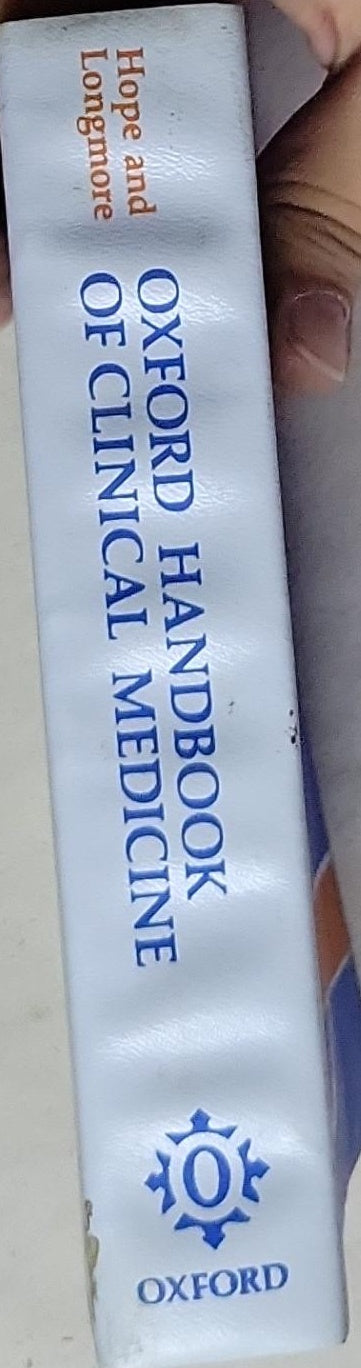 Hope and
Longmore
OXFORD HANDBOOK
OF CLINICAL MEDICINE
O
OXFORD